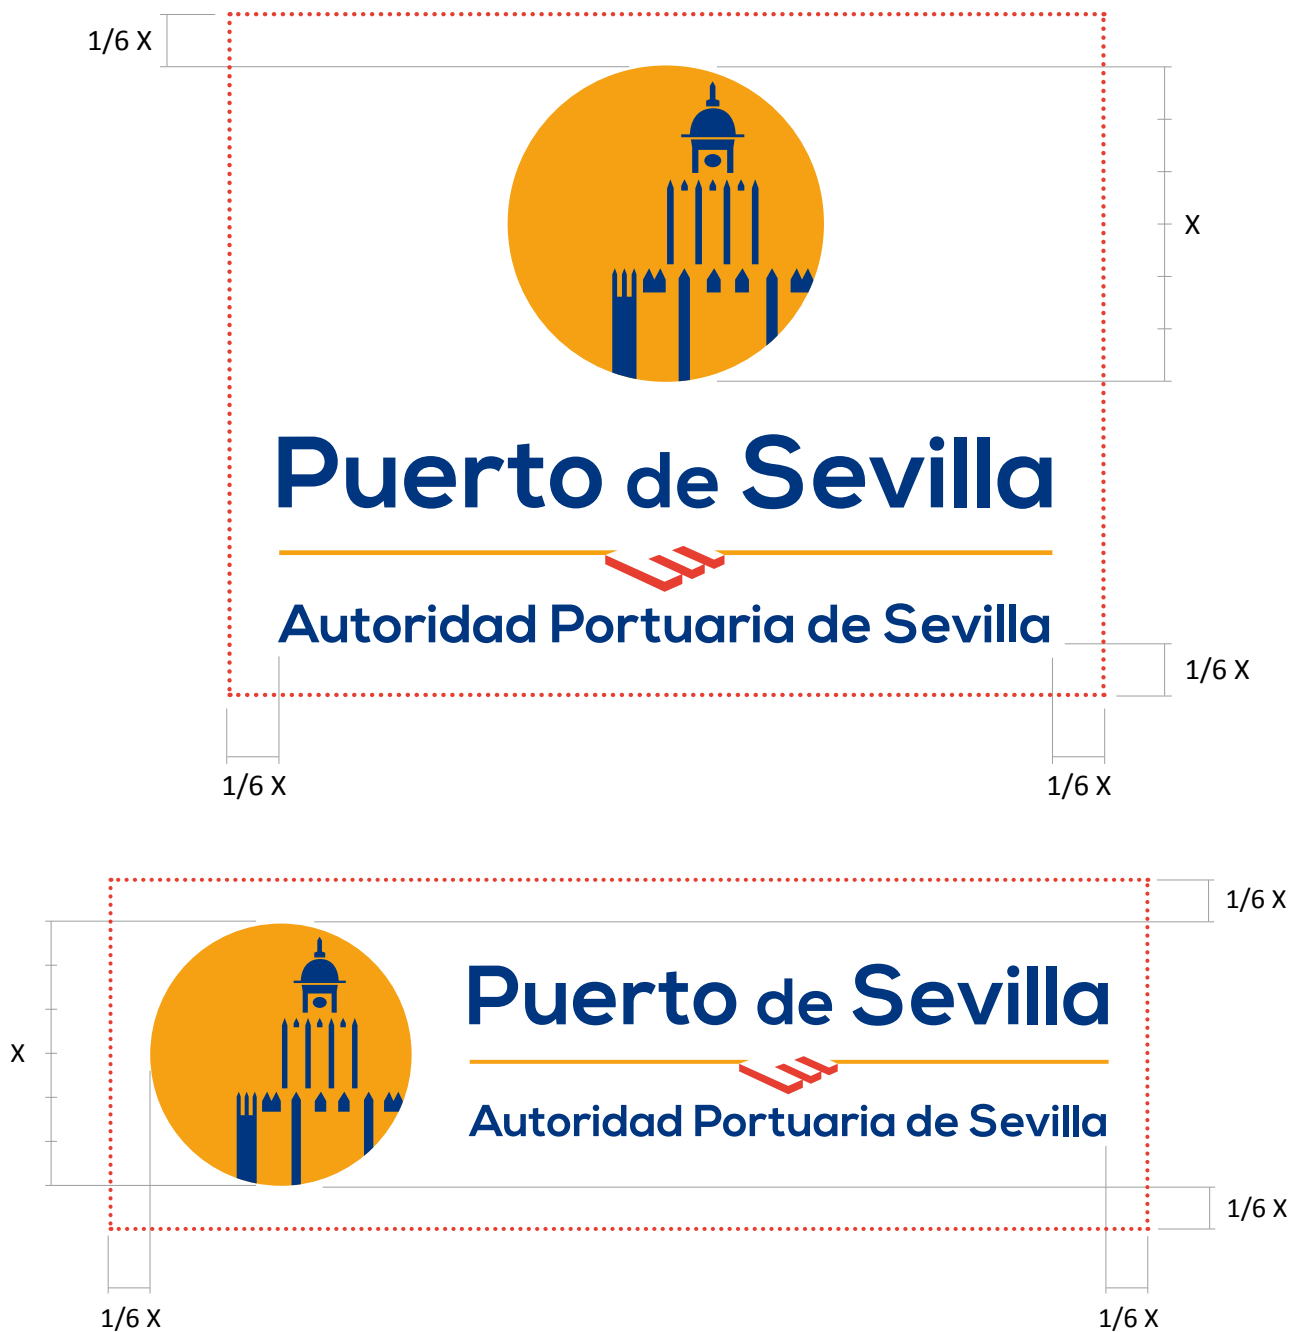 1/6 X
X
Puerto de Sevilla
Autoridad Portuaria de Sevilla
1/6 X
1/6 X
1/6 X
1/6 X
X
Puerto de Sevilla
Autoridad Portuaria de Sevilla
1/6 X
1/6 X
1/6 X